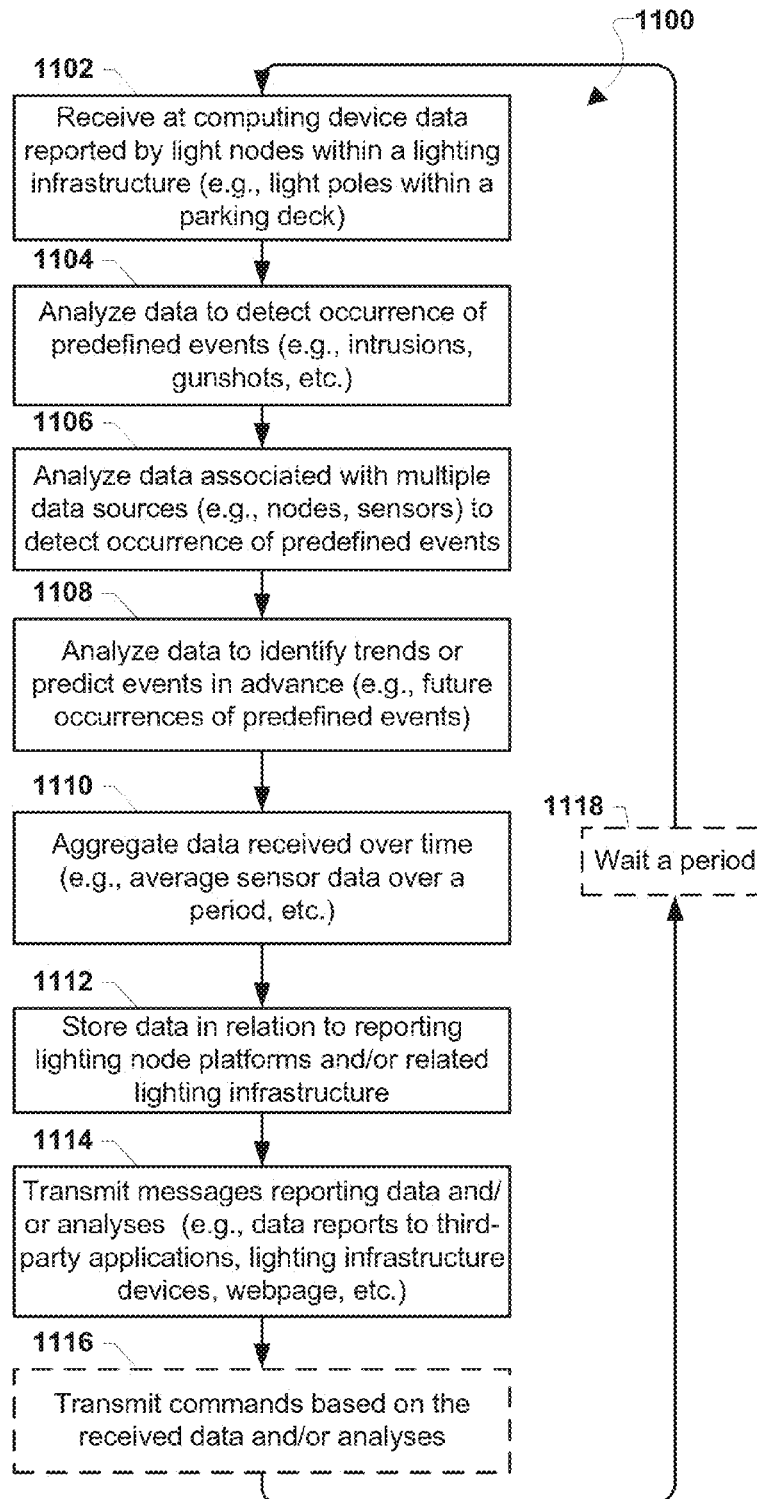 1100
1102
Receive at computing device data
reported by light nodes within a lighting
infrastructure (e.g., light poles within a
parking deck)
1104
Analyze data to detect occurrence of
predefined events (e.g., intrusions,
gunshots, etc.)
1106
Analyze data associated with multiple
data sources (e.g., nodes, sensors) to
detect occurrence of predefined events
1108
Analyze data to identify trends or
predict events in advance (e.g., future
occurrences of predefined events)
1110
Aggregate data received over time
(e.g., average sensor data over a
period, etc.)
1118
Wait a period
1112
Store data in relation to reporting
lighting node platforms and/or related
lighting infrastructure
1114
Transmit messages reporting data and/
or analyses (e.g., data reports to third-
party applications, lighting infrastructure
devices, webpage, etc.)
1116
Transmit commands based on the
received data and/or analyses